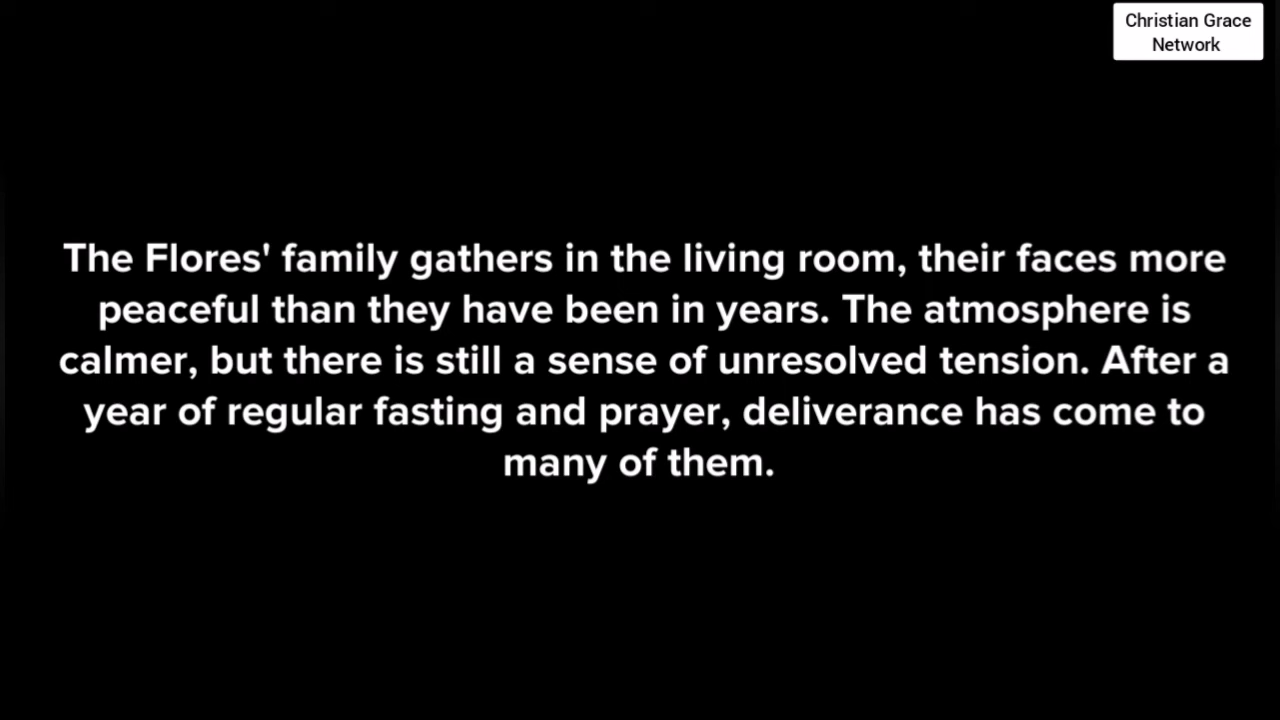 Christian Grace
Network
The Flores' family gathers in the living room, their faces more
peaceful than they have been in years. The atmosphere is
calmer, but there is still a sense of unresolved tension. After a
year of regular fasting and prayer, deliverance has come to
many of them.